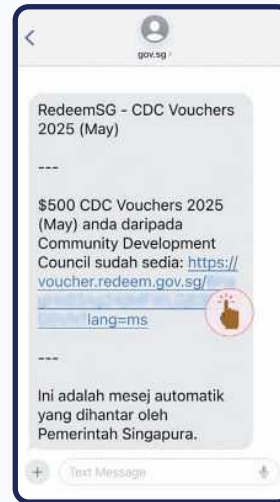 gov.sg
RedeemSG - CDC Vouchers
2025 (May)
---
$500 CDC Vouchers 2025
(May) anda daripada
Community Development
Council sudah sedia: https://
voucher.redeem.gov.sg/
lang=ms
---
Ini adalah mesej automatik
yang dihantar oleh
Pemerintah Singapura.
Text Message